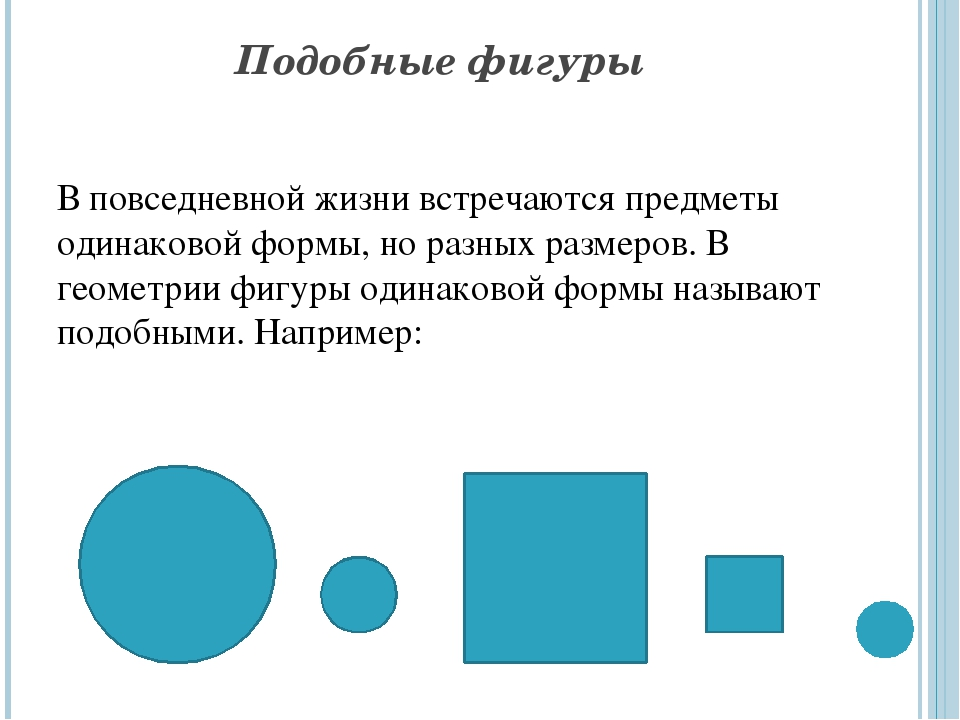 Подобные фигуры
В повседневной жизни встречаются предметы
одинаковой формы, но разных размеров. В
геометрии фигуры одинаковой формы называют
подобными. Например: